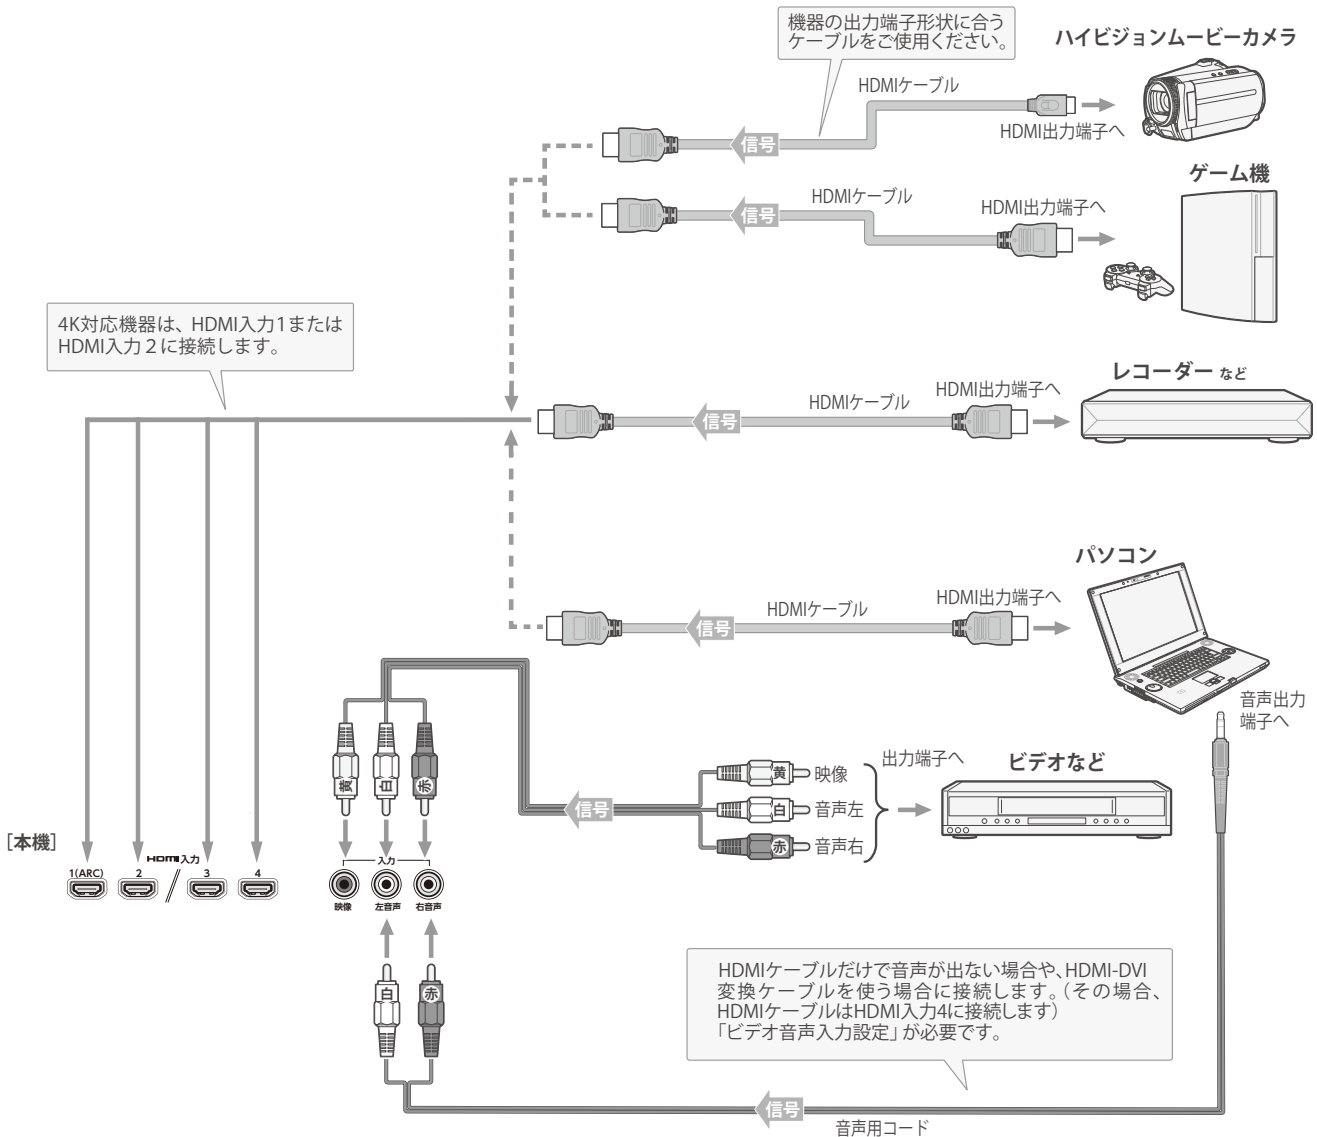 機器の出力端子形状に合う
ケーブルをご使用ください。
ハイビジョンムービーカメラ
HDMIケーブル
HDMI出力端子へ
信号
ゲーム機
HDMIケーブル
HDMI出力端子へ
信号
4K対応機器は、HDMI入力1または
HDMI入力２に接続します。
レコーダー など
HDMI出力端子へ
HDMIケーブル
信号
パソコン
HDMI出力端子へ
HDMIケーブル
信号
音声出力
端子へ
出力端子へ
ビデオなど
黄 白 赤
黄 映像
信号
白 音声左
赤 音声右
［本機］
HDMI 入力
1(ARC) 2 3 4
入力
映像 左音声 右音声
白 赤
HDMIケーブルだけで音声が出ない場合や、HDMI-DVI
変換ケーブルを使う場合に接続します。（その場合、
HDMIケーブルはHDMI入力4に接続します）
「ビデオ音声入力設定」が必要です。
信号
音声用コード